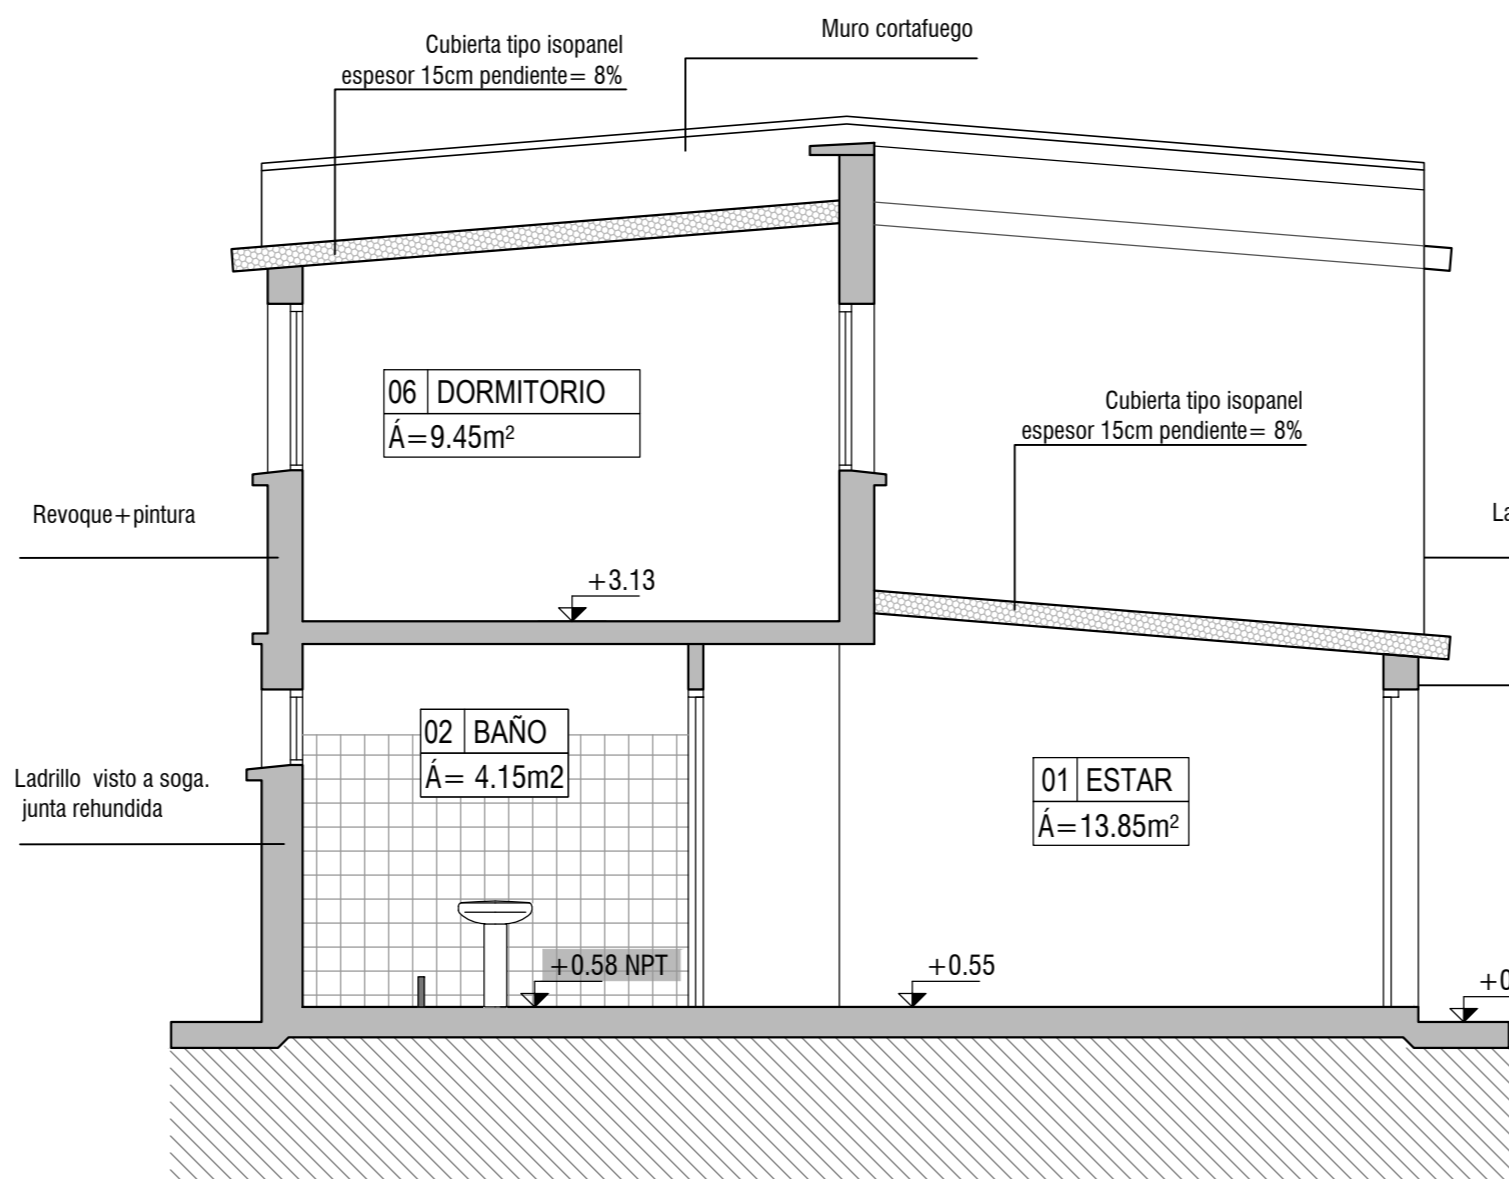 Muro cortafuego
Cubierta tipo isopanel
espesor 15cm pendiente= 8%
06 DORMITORIO
Á=9.45m²
Cubierta tipo isopanel
espesor 15cm pendiente= 8%
Revoque+pintura
La
+3.13
02 BAÑO
Á= 4.15m2
01 ESTAR
Á=13.85m²
Ladrillo visto a soga.
junta rehundida
+0.58 NPT
+0.55
+0